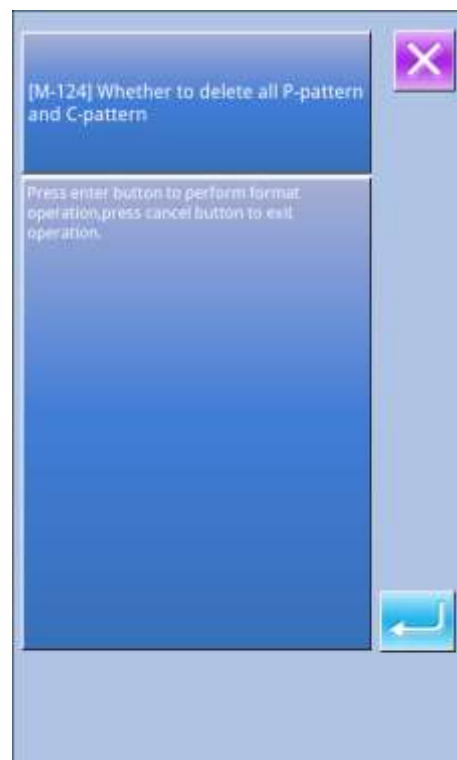 [M-124] Whether to delete all P-pattern
and C-pattern
Press enter button to perform format
operation,press cancel button to exit
operation.